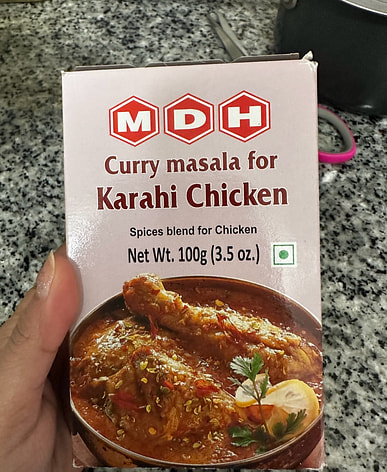 MDH
Curry masala for
Karahi Chicken
Spices blend for Chicken
Net Wt. 100g (3.5 oz.)